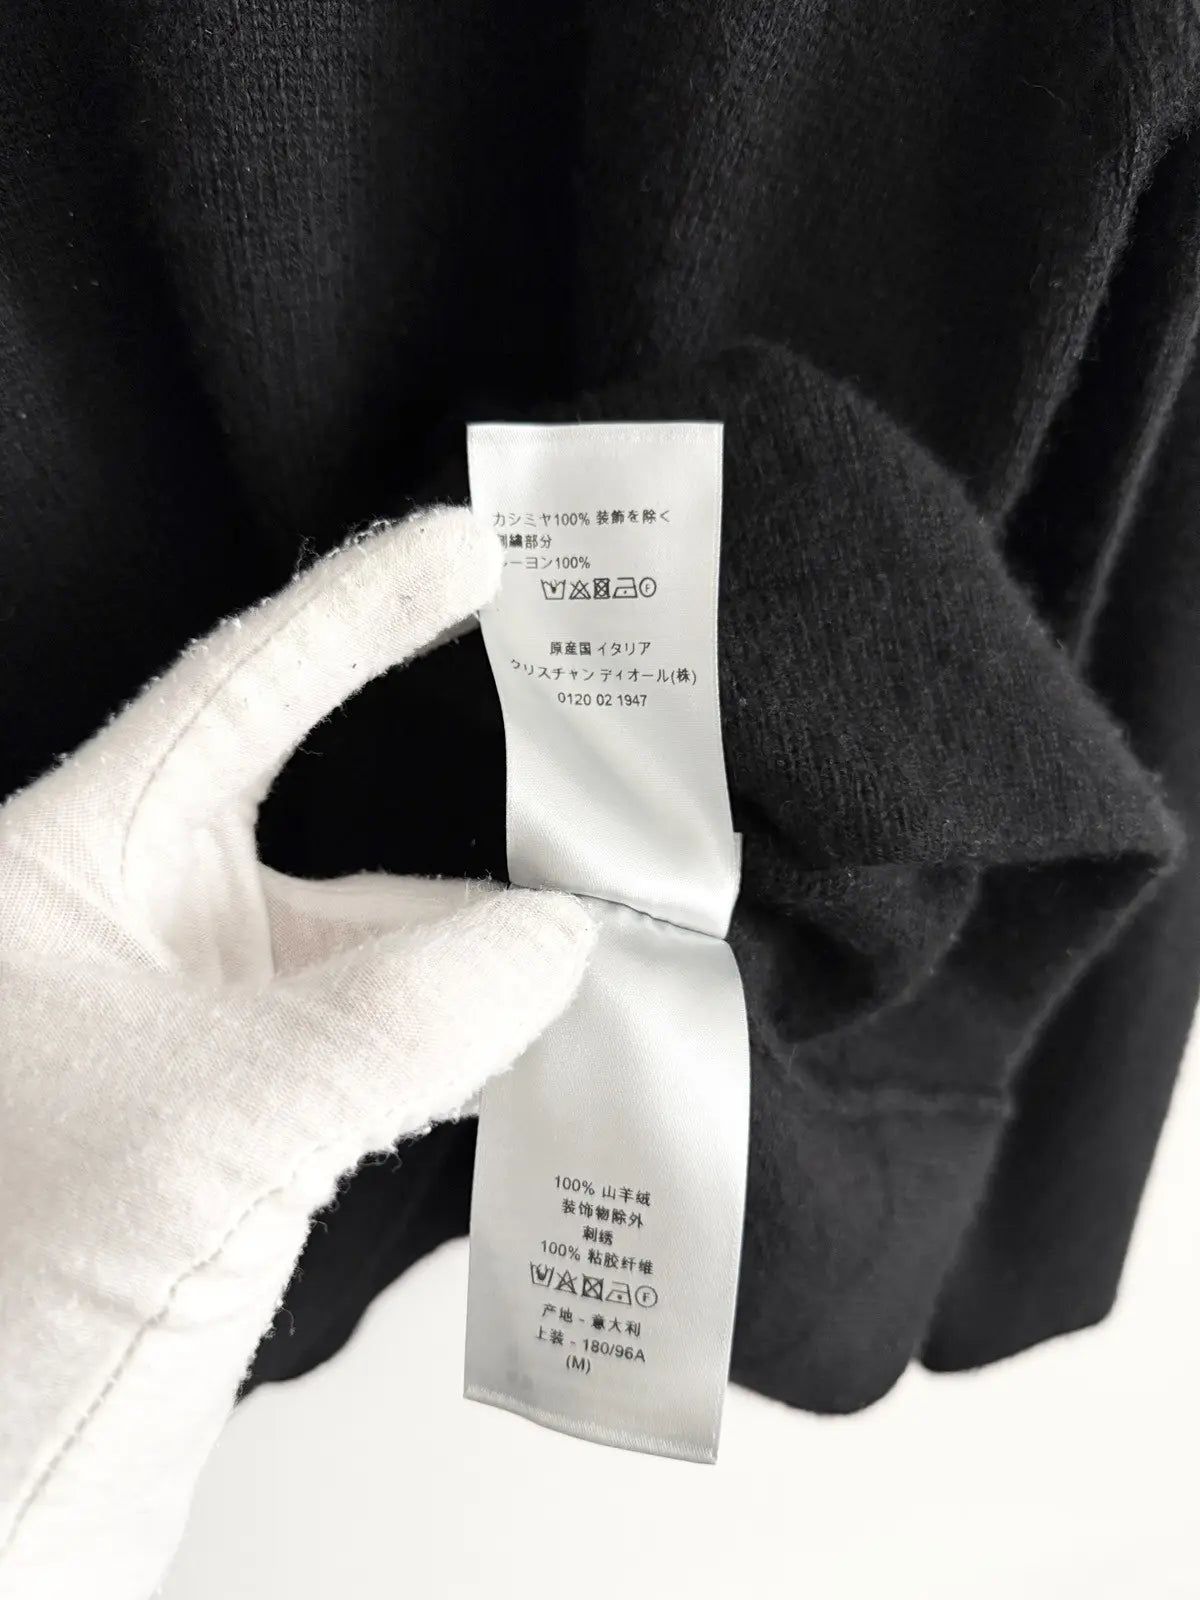 カシミヤ100% 装飾を除く
刺繍部分
レーヨン100%
原産国 イタリア
クリスチャン ディオール(株)
0120 02 1947
100% 山羊绒
装饰物除外
刺绣
100% 粘胶纤维
F
产地 - 意大利
上装 - 180/96A
(M)